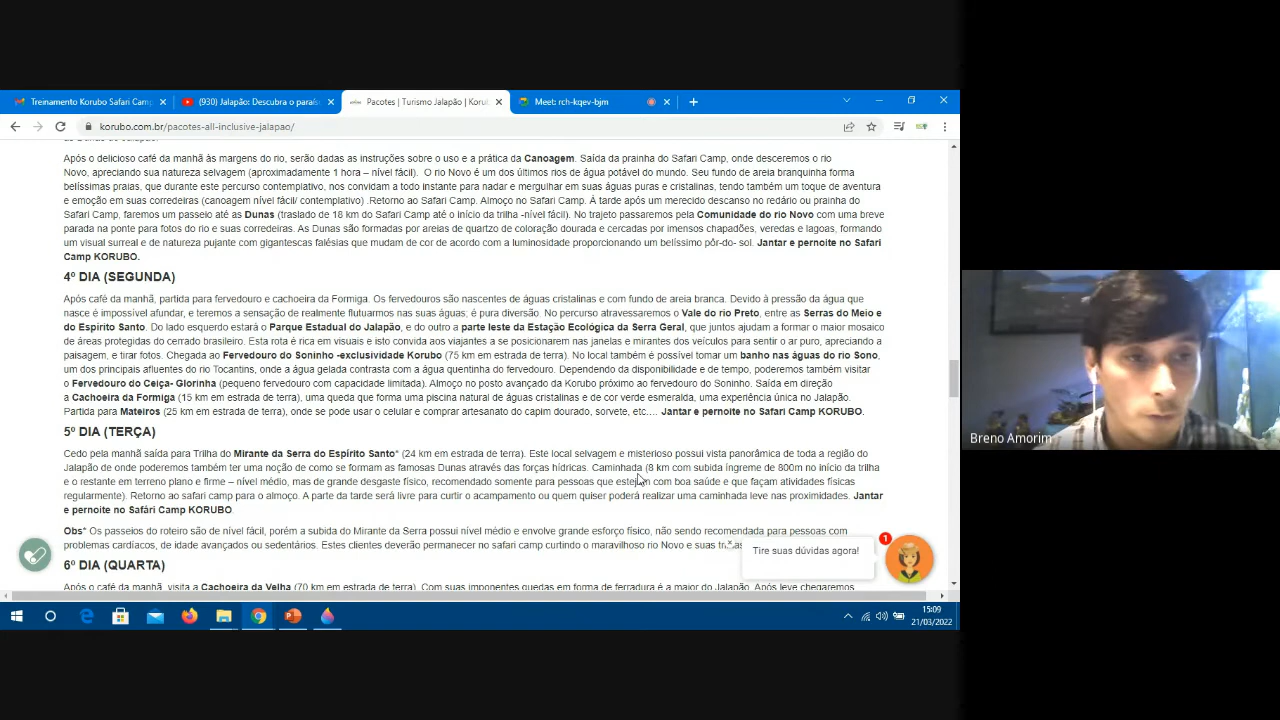 Treinamento Korubo Safari Camp
(930) Jalapão: Descubra o paraís
Pacotes | Turismo Jalapão | Koru
Meet: rch-kqev-bjm
korubo.com.br/pacotes-all-inclusive-jalapao/
Após o delicioso café da manhã às margens do rio, serão dadas as instruções sobre o uso e a prática da Canoagem. Saída da prainha do Safari Camp, onde desceremos o rio
Novo, apreciando sua natureza selvagem (aproximadamente 1 hora – nível fácil). O rio Novo é um dos últimos rios de água potável do mundo. Seu fundo de areia branquinha forma
belíssimas praias, que durante este percurso contemplativo, nos convidam a todo instante para nadar e mergulhar em suas águas puras e cristalinas, tendo também um toque de aventura
e emoção em suas corredeiras (canoagem nível fácil/ contemplativo) .Retorno ao Safari Camp. Almoço no Safari Camp. Á tarde após um merecido descanso no redário ou prainha do
Safari Camp, faremos um passeio até as Dunas (traslado de 18 km do Safari Camp até o início da trilha -nível fácil). No trajeto passaremos pela Comunidade do rio Novo com uma breve
parada na ponte para fotos do rio e suas corredeiras. As Dunas são formadas por areias de quartzo de coloração dourada e cercadas por imensos chapadões, veredas e lagoas, formando
um visual surreal e de natureza pujante com gigantescas falésias que mudam de cor de acordo com a luminosidade proporcionando um belíssimo pôr-do- sol. Jantar e pernoite no Safari
Camp KORUBO.
4º DIA (SEGUNDA)
Após café da manhã, partida para fervedouro e cachoeira da Formiga. Os fervedouros são nascentes de águas cristalinas e com fundo de areia branca. Devido à pressão da água que
nasce é impossível afundar, e teremos a sensação de realmente flutuarmos nas suas águas; é pura diversão. No percurso atravessaremos o Vale do rio Preto, entre as Serras do Meio e
do Espírito Santo. Do lado esquerdo estará o Parque Estadual do Jalapão, e do outro a parte leste da Estação Ecológica da Serra Geral, que juntos ajudam a formar o maior mosaico
de áreas protegidas do cerrado brasileiro. Esta rota é rica em visuais e isto convida aos viajantes a se posicionarem nas janelas e mirantes dos veículos para sentir o ar puro, apreciando a
paisagem, e tirar fotos. Chegada ao Fervedouro do Soninho -exclusividade Korubo (75 km em estrada de terra). No local também é possível tomar um banho nas águas do rio Sono,
um dos principais afluentes do rio Tocantins, onde a água gelada contrasta com a água quentinha do fervedouro. Dependendo da disponibilidade e de tempo, poderemos também visitar
o Fervedouro do Ceiça- Glorinha (pequeno fervedouro com capacidade limitada). Almoço no posto avançado da Korubo próximo ao fervedouro do Soninho. Saída em direção
a Cachoeira da Formiga (15 km em estrada de terra), uma queda que forma uma piscina natural de águas cristalinas e de cor verde esmeralda, uma experiência única no Jalapão.
Partida para Mateiros (25 km em estrada de terra), onde se pode usar o celular e comprar artesanato do capim dourado, sorvete, etc.... Jantar e pernoite no Safari Camp KORUBO.
5º DIA (TERÇA)
Cedo pela manhã saída para Trilha do Mirante da Serra do Espírito Santo* (24 km em estrada de terra). Este local selvagem e misterioso possui vista panorâmica de toda a região do
Jalapão de onde poderemos também ter uma noção de como se formam as famosas Dunas através das forças hídricas. Caminhada (8 km com subida íngreme de 800m no início da trilha
e o restante em terreno plano e firme – nível médio, mas de grande desgaste físico, recomendado somente para pessoas que estejam com boa saúde e que façam atividades físicas
regularmente). Retorno ao safari camp para o almoço. A parte da tarde será livre para curtir o acampamento ou quem quiser poderá realizar uma caminhada leve nas proximidades. Jantar
e pernoite no Safári Camp KORUBO.
Obs* Os passeios do roteiro são de nível fácil, porém a subida do Mirante da Serra possui nível médio e envolve grande esforço físico, não sendo recomendada para pessoas com
problemas cardíacos, de idade avançados ou sedentários. Estes clientes deverão permanecer no safari camp curtindo o maravilhoso rio Novo e suas
Tire suas dúvidas agora!
1
6º DIA (QUARTA)
Após o café da manhã, visita a Cachoeira da Velha (70 km em estrada de terra). Com suas imponentes quedas em forma de ferradura é a maior do Jalapão. Após leve chegaremos
15:09
21/03/2022
Breno Amorim